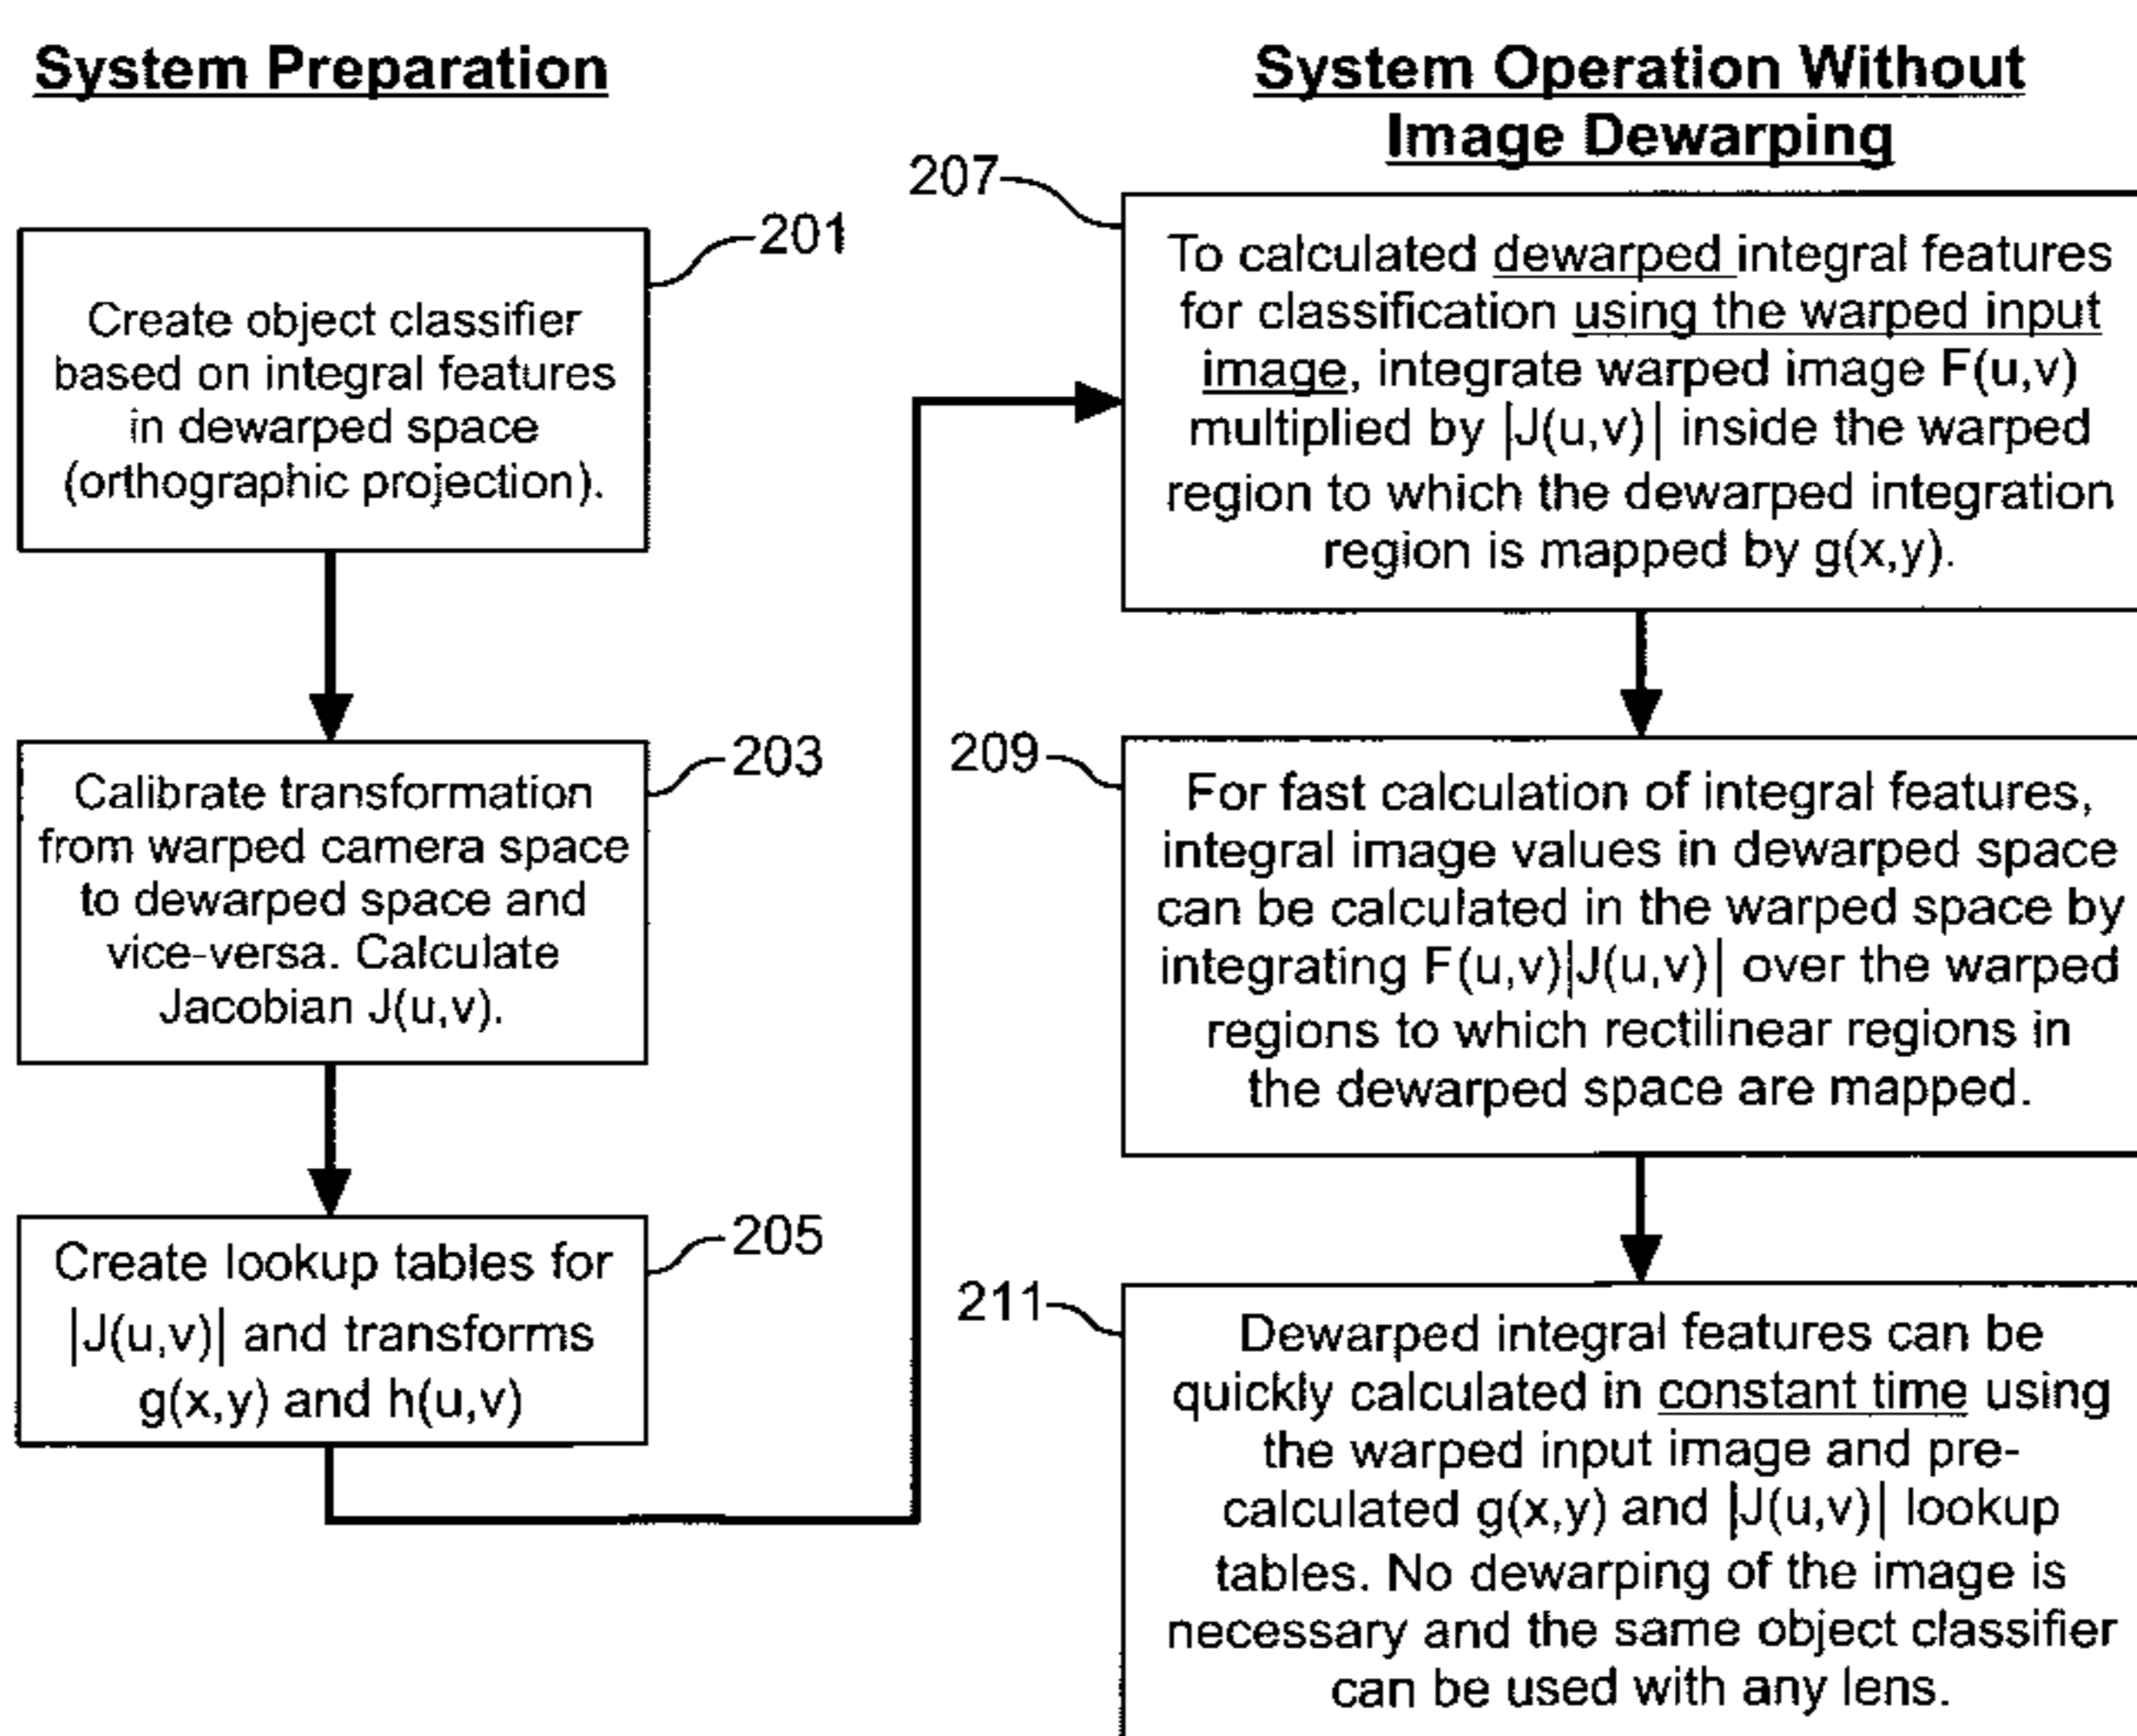 System Preparation
201
Create object classifier
based on integral features
in dewarped space
(orthographic projection).
203
Calibrate transformation
from warped camera space
to dewarped space and
vice-versa. Calculate
Jacobian J(u,v).
205
Create lookup tables for
|J(u,v)| and transforms
g(x,y) and h(u,v)
System Operation Without
Image Dewarping
207
To calculated dewarped integral features
for classification using the warped input
image, integrate warped image F(u,v)
multiplied by |J(u,v)| inside the warped
region to which the dewarped integration
region is mapped by g(x,y).
209
For fast calculation of integral features,
integral image values in dewarped space
can be calculated in the warped space by
integrating F(u,v)|J(u,v)| over the warped
regions to which rectilinear regions in
the dewarped space are mapped.
211
Dewarped integral features can be
quickly calculated in constant time using
the warped input image and pre-
calculated g(x,y) and |J(u,v)| lookup
tables. No dewarping of the image is
necessary and the same object classifier
can be used with any lens.